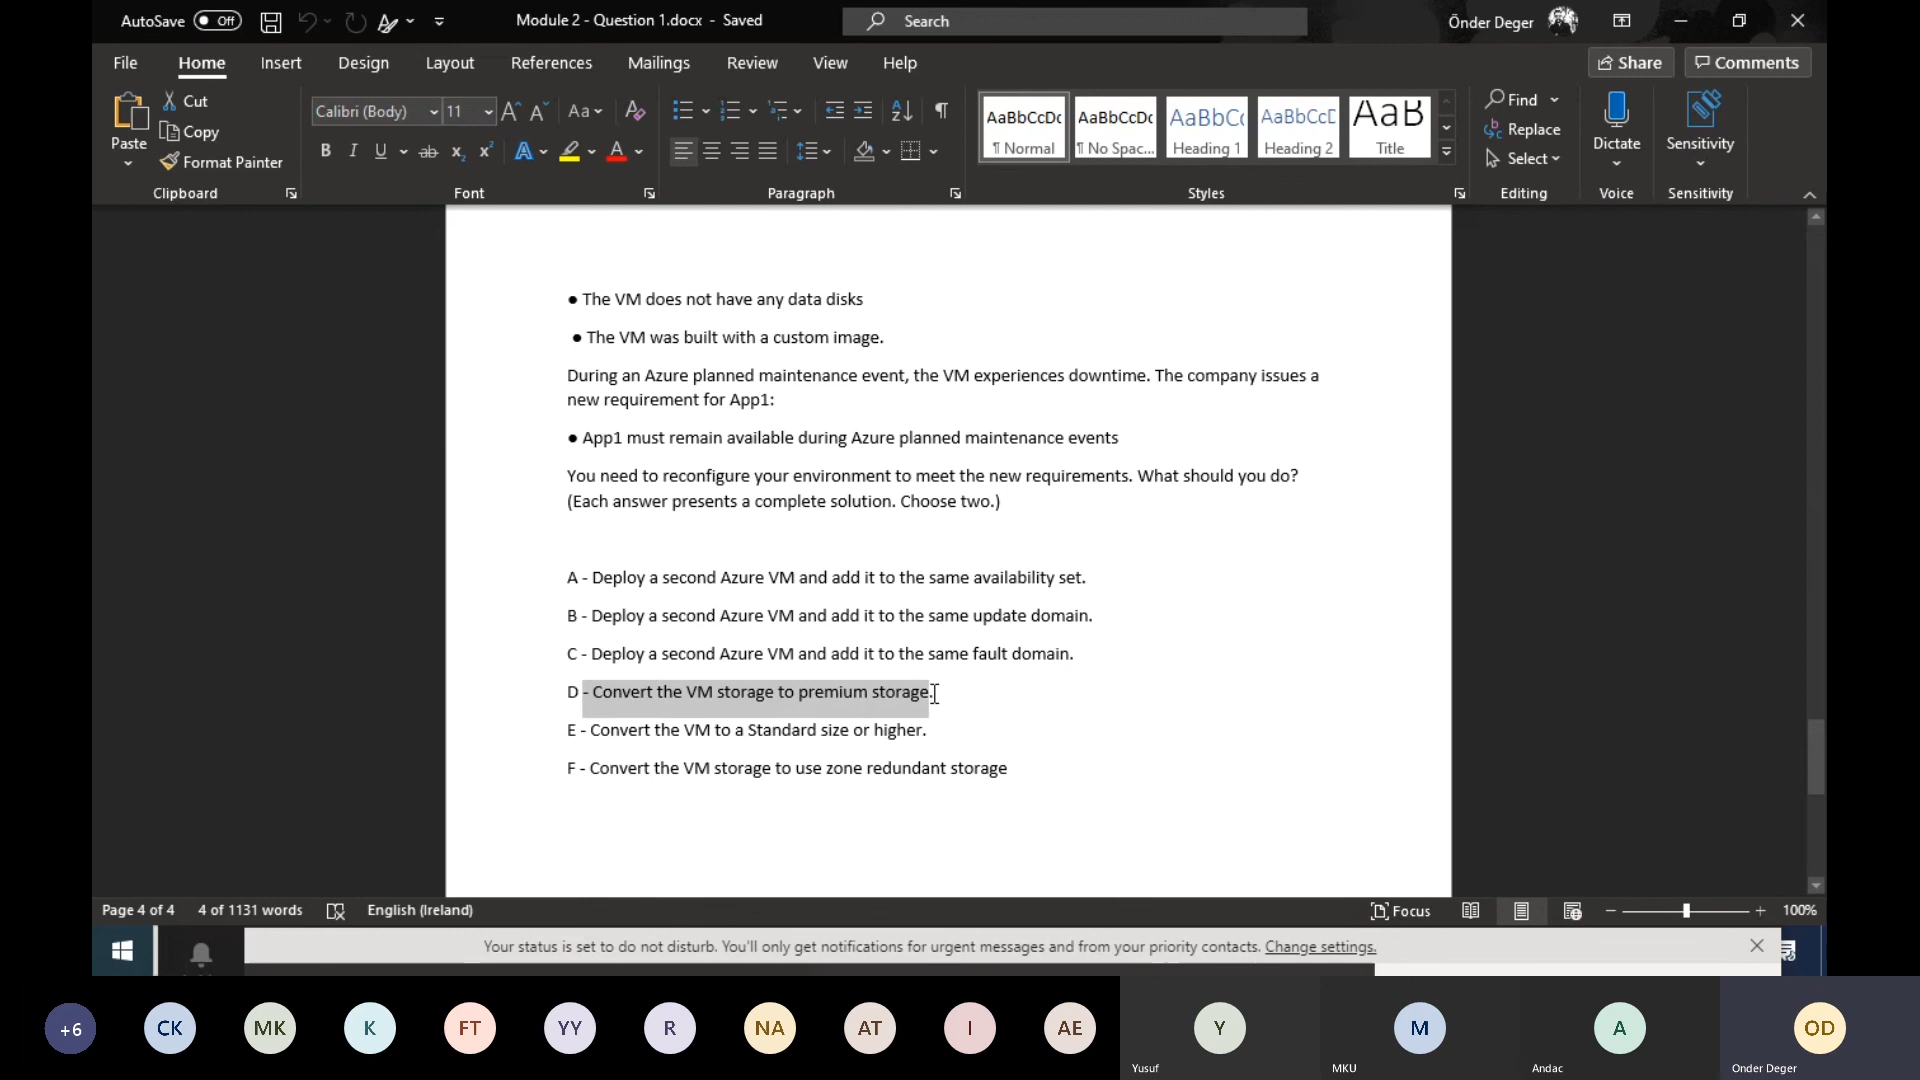 AutoSave Off Module 2 - Question 1.docx - Saved Search Önder Deger
File Home Insert Design Layout References Mailings Review View Help Share Comments
Paste Cut Copy Format Painter
Calibri (Body) 11 Aa
AaBbCcDc AaBbCcDc AaBbC AaBbCcD AaB
¶ Normal ¶ No Spac... Heading 1 Heading 2 Title
Find Replace Select
Dictate Sensitivity
Clipboard Font Paragraph Styles Editing Voice Sensitivity
● The VM does not have any data disks
● The VM was built with a custom image.
During an Azure planned maintenance event, the VM experiences downtime. The company issues a
new requirement for App1:
● App1 must remain available during Azure planned maintenance events
You need to reconfigure your environment to meet the new requirements. What should you do?
(Each answer presents a complete solution. Choose two.)
A - Deploy a second Azure VM and add it to the same availability set.
B - Deploy a second Azure VM and add it to the same update domain.
C - Deploy a second Azure VM and add it to the same fault domain.
D - Convert the VM storage to premium storage.
E - Convert the VM to a Standard size or higher.
F - Convert the VM storage to use zone redundant storage
Page 4 of 4 4 of 1131 words English (Ireland) Focus 100%
Your status is set to do not disturb. You'll only get notifications for urgent messages and from your priority contacts. Change settings.
+6 CK MK K FT YY R NA AT I AE Y M A OD
Yusuf MKU Andac Onder Deger